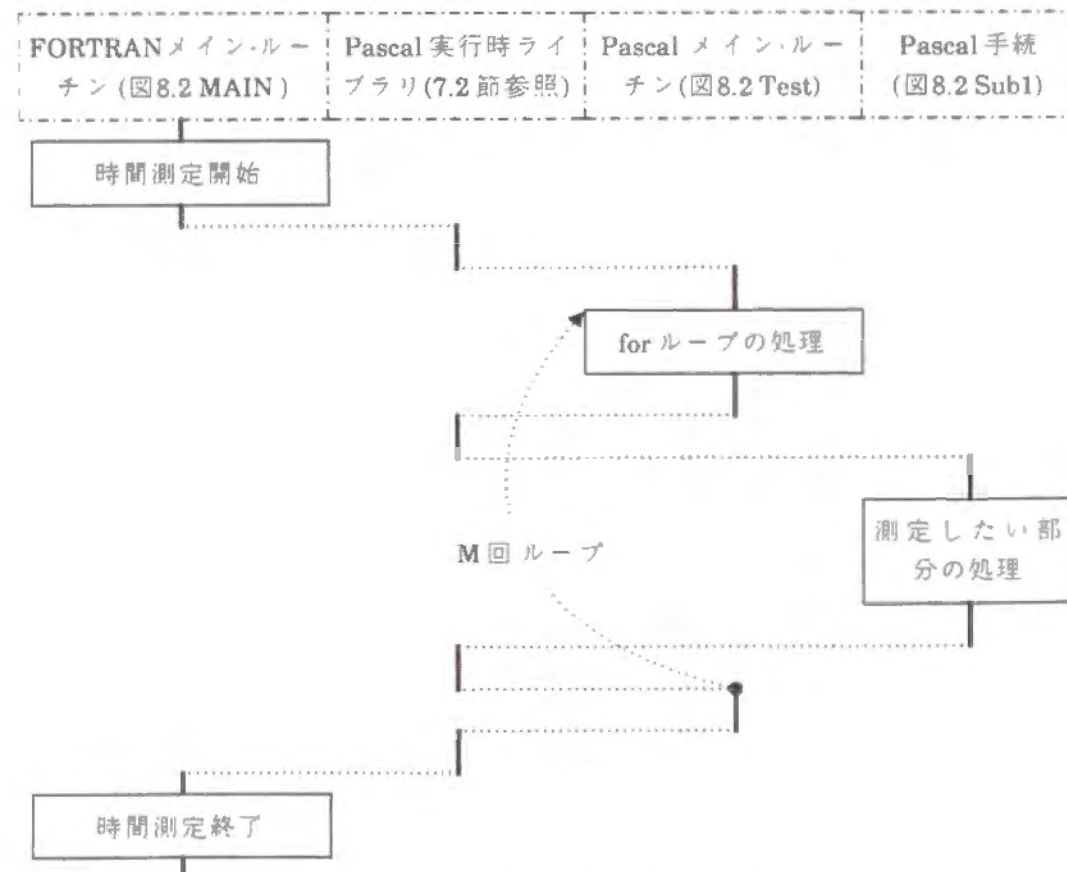 FORTRANメイン・ルー
チン(図8.2 MAIN)
Pascal実行時ライ
ブラリ(7.2節参照)
Pascal メイン・ルー
チン(図8.2 Test)
Pascal手続
(図8.2 Sub1)
時間測定開始
for ループの処理
測定したい部
分の処理
M回ループ
時間測定終了